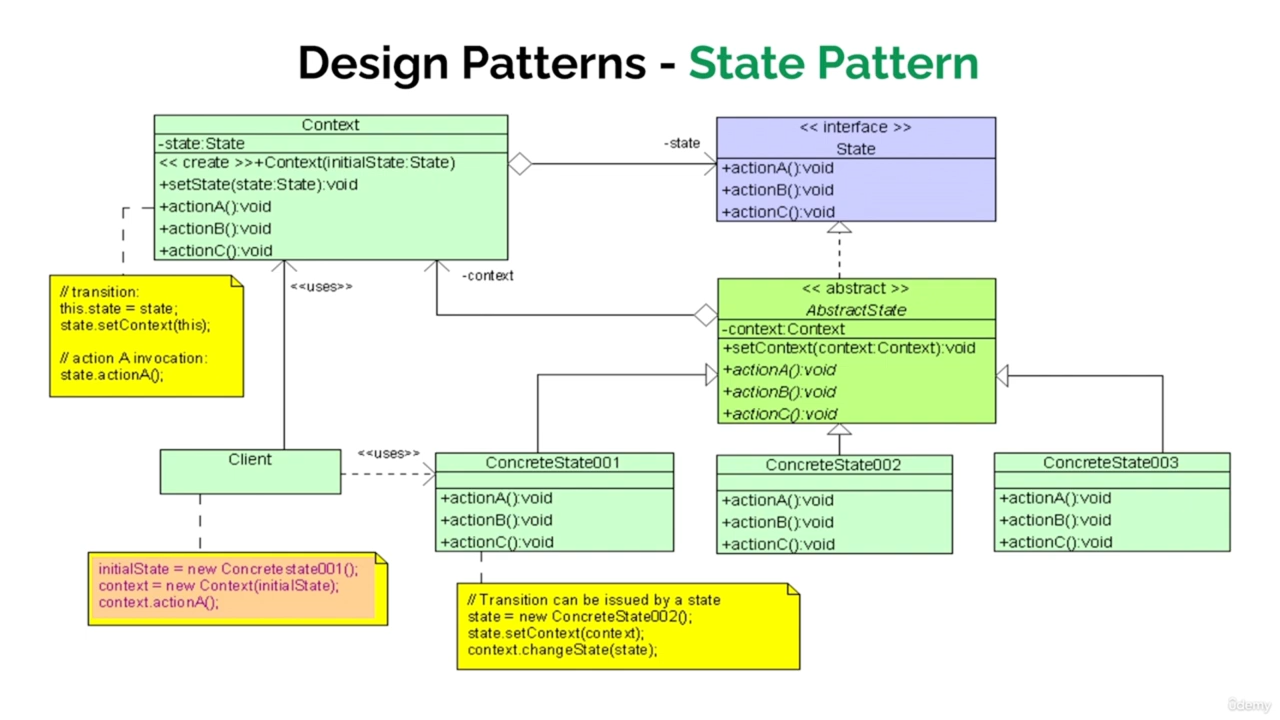 Design Patterns - State Pattern
Context
-state:State
<< create >>+Context(initialState:State)
+setState(state:State):void
+actionA():void
+actionB():void
+actionC():void
-state
<< interface >>
State
+actionA():void
+actionB():void
+actionC():void
// transition:
this.state = state;
state.setContext(this);
// action A invocation:
state.actionA();
<<uses>>
-context
<< abstract >>
AbstractState
-context:Context
+setContext(context:Context):void
+actionA():void
+actionB():void
+actionC():void
Client
<<uses>>
ConcreteState001
+actionA():void
+actionB():void
+actionC():void
ConcreteState002
+actionA():void
+actionB():void
+actionC():void
ConcreteState003
+actionA():void
+actionB():void
+actionC():void
initialState = new Concretestate001();
context = new Context(initialState);
context.actionA();
// Transition can be issued by a state
state = new ConcreteState002();
state.setContext(context);
context.changeState(state);
ûdemy